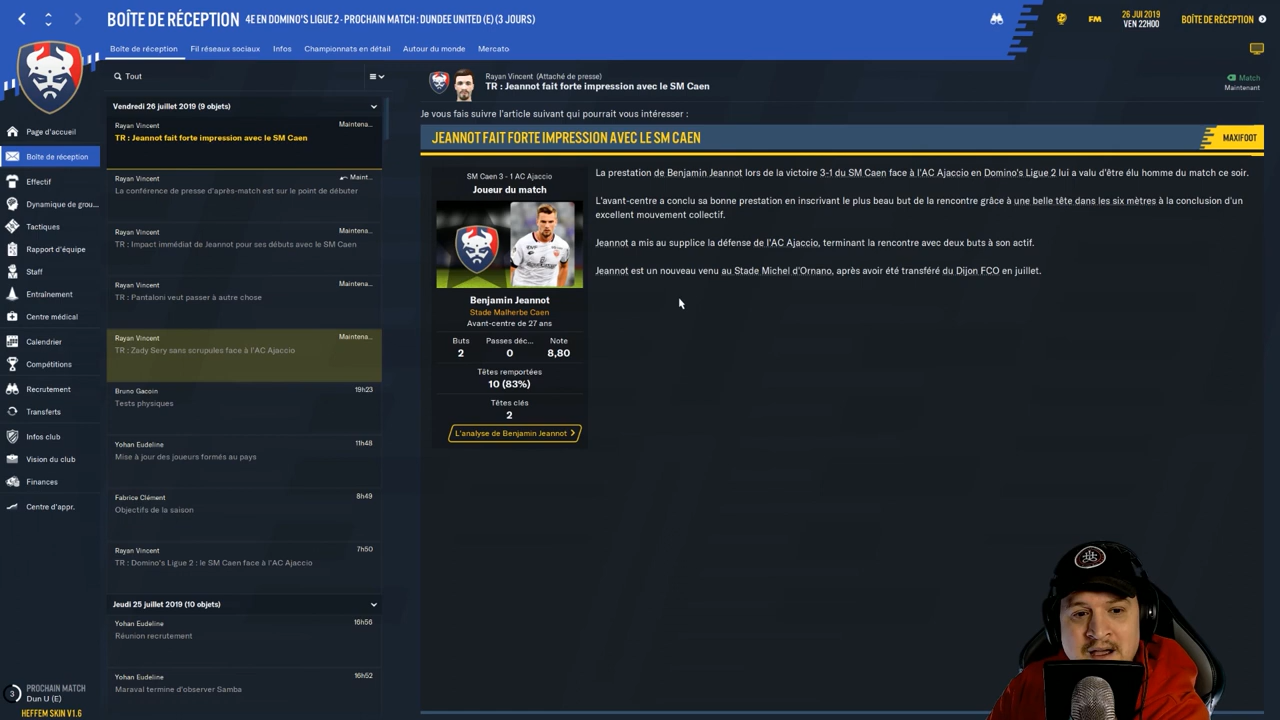 BOÎTE DE RÉCEPTION
4E EN DOMINO'S LIGUE 2 - PROCHAIN MATCH : DUNDEE UNITED (E) (3 JOURS)
FM
26 JUI 2019
VEN 22H00
BOÎTE DE RÉCEPTION
Boîte de réception
Fil réseaux sociaux
Infos
Championnats en détail
Autour du monde
Mercato
Page d'accueil
Boîte de réception
Effectif
Dynamique de grou...
Tactiques
Rapport d'équipe
Staff
Entraînement
Centre médical
Calendrier
Compétitions
Recrutement
Transferts
Infos club
Vision du club
Finances
Centre d'appr.
3
PROCHAIN MATCH
Dun U (E)
HEFFEM SKIN V1.6
Tout
Vendredi 26 juillet 2019 (9 objets)
Rayan Vincent
Maintena...
TR : Jeannot fait forte impression avec le SM Caen
Rayan Vincent
Maint...
La conférence de presse d'après-match est sur le point de débuter
Rayan Vincent
Maintena...
TR : Impact immédiat de Jeannot pour ses débuts avec le SM Caen
Rayan Vincent
Maintena...
TR : Pantaloni veut passer à autre chose
Rayan Vincent
Maintena...
TR : Zady Sery sans scrupules face à l'AC Ajaccio
Bruno Gacoin
19h23
Tests physiques
Yohan Eudeline
11h48
Mise à jour des joueurs formés au pays
Fabrice Clément
8h49
Objectifs de la saison
Rayan Vincent
7h50
TR : Domino's Ligue 2 : le SM Caen face à l'AC Ajaccio
Jeudi 25 juillet 2019 (10 objets)
Yohan Eudeline
16h56
Réunion recrutement
Yohan Eudeline
16h52
Maraval termine d'observer Samba
Rayan Vincent (Attaché de presse)
TR : Jeannot fait forte impression avec le SM Caen
Match
Maintenant
Je vous fais suivre l'article suivant qui pourrait vous intéresser :
JEANNOT FAIT FORTE IMPRESSION AVEC LE SM CAEN
MAXIFOOT
SM Caen 3 - 1 AC Ajaccio
Joueur du match
Benjamin Jeannot
Stade Malherbe Caen
Avant-centre de 27 ans
Buts
Passes déc...
Note
2
0
8,80
Têtes remportées
10 (83%)
Têtes clés
2
L'analyse de Benjamin Jeannot
La prestation de Benjamin Jeannot lors de la victoire 3-1 du SM Caen face à l'AC Ajaccio en Domino's Ligue 2 lui a valu d'être élu homme du match ce soir.
L'avant-centre a conclu sa bonne prestation en inscrivant le plus beau but de la rencontre grâce à une belle tête dans les six mètres à la conclusion d'un
excellent mouvement collectif.
Jeannot a mis au supplice la défense de l'AC Ajaccio, terminant la rencontre avec deux buts à son actif.
Jeannot est un nouveau venu au Stade Michel d'Ornano, après avoir été transféré du Dijon FCO en juillet.